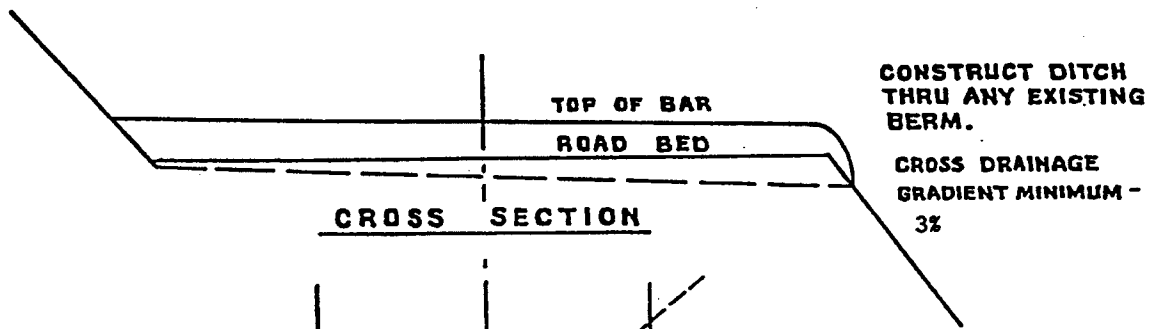 TOP OF BAR
ROAD BED
CROSS SECTION
CONSTRUCT DITCH
THRU ANY EXISTING
BERM.
CROSS DRAINAGE
GRADIENT MINIMUM -
3%